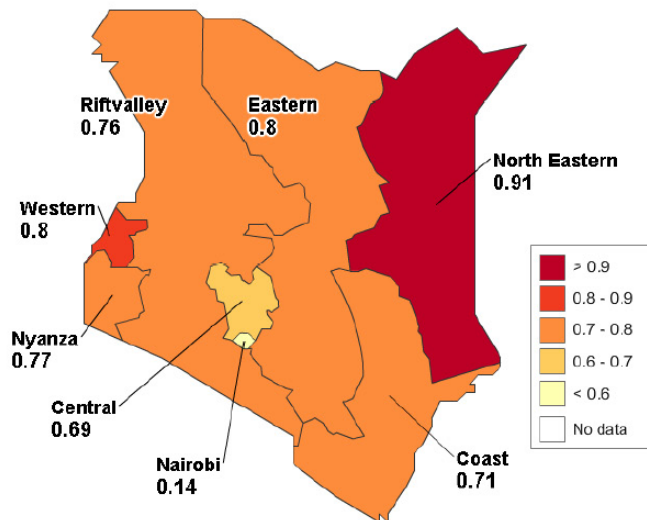 Riftvalley
0.76
Eastern
0.8
North Eastern
0.91
Western
0.8
Nyanza
0.77
Central
0.69
Nairobi
0.14
Coast
0.71
> 0.9
0.8 - 0.9
0.7 - 0.8
0.6 - 0.7
< 0.6
No data